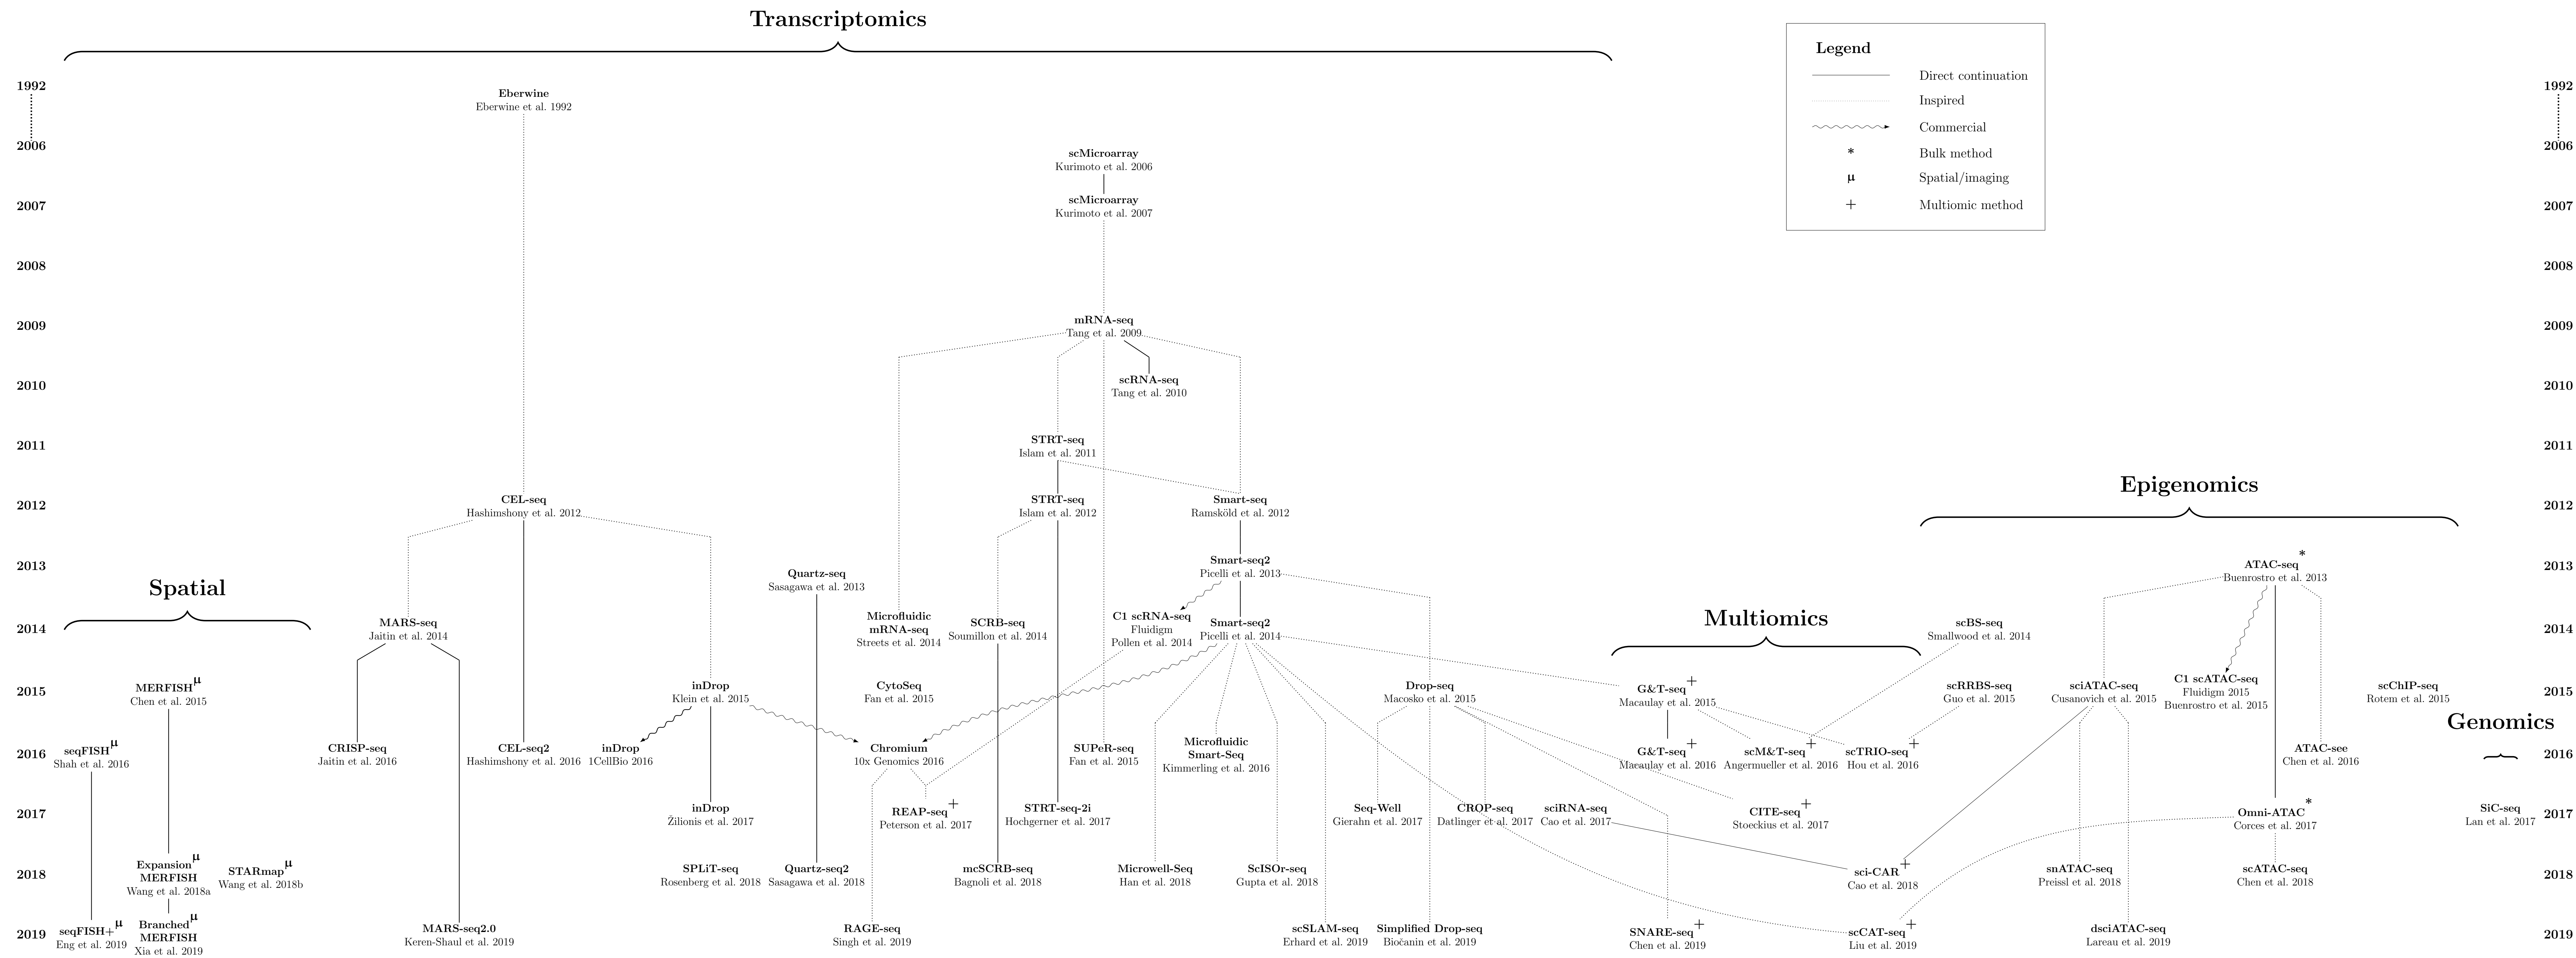 Transcriptomics
Legend
Direct continuation
Inspired
Commercial
* Bulk method
μ Spatial/imaging
+ Multiomic method
1992
1992
Eberwine
Eberwine et al. 1992
2006
2006
scMicroarray
Kurimoto et al. 2006
scMicroarray
Kurimoto et al. 2007
2007
2007
2008
2008
mRNA-seq
Tang et al. 2009
2009
2009
scRNA-seq
Tang et al. 2010
2010
2010
STRT-seq
Islam et al. 2011
2011
2011
Epigenomics
2012
CEL-seq
Hashimshony et al. 2012
STRT-seq
Islam et al. 2012
Smart-seq
Ramsköld et al. 2012
2012
2013
Quartz-seq
Sasagawa et al. 2013
Smart-seq2
Picelli et al. 2013
ATAC-seq*
Buenrostro et al. 2013
2013
Spatial
Multiomics
2014
MARS-seq
Jaitin et al. 2014
Microfluidic
mRNA-seq
Streets et al. 2014
SCRB-seq
Soumillon et al. 2014
C1 scRNA-seq
Fluidigm
Pollen et al. 2014
Smart-seq2
Picelli et al. 2014
scBS-seq
Smallwood et al. 2014
2014
2015
MERFISHμ
Chen et al. 2015
inDrop
Klein et al. 2015
CytoSeq
Fan et al. 2015
Drop-seq
Macosko et al. 2015
G&T-seq+
Macaulay et al. 2015
scRRBS-seq
Guo et al. 2015
sciATAC-seq
Cusanovich et al. 2015
C1 scATAC-seq
Fluidigm 2015
Buenrostro et al. 2015
scChIP-seq
Rotem et al. 2015
2015
Genomics
2016
seqFISHμ
Shah et al. 2016
CRISP-seq
Jaitin et al. 2016
CEL-seq2
Hashimshony et al. 2016
inDrop
1CellBio 2016
Chromium
10x Genomics 2016
SUPeR-seq
Fan et al. 2015
Microfluidic
Smart-Seq
Kimmerling et al. 2016
G&T-seq+
Macaulay et al. 2016
scM&T-seq+
Angermueller et al. 2016
scTRIO-seq+
Hou et al. 2016
ATAC-see
Chen et al. 2016
2016
2017
inDrop
Žilionis et al. 2017
REAP-seq+
Peterson et al. 2017
STRT-seq-2i
Hochgerner et al. 2017
Seq-Well
Gierahn et al. 2017
CROP-seq
Datlinger et al. 2017
sciRNA-seq
Cao et al. 2017
CITE-seq+
Stoeckius et al. 2017
Omni-ATAC*
Corces et al. 2017
SiC-seq
Lan et al. 2017
2017
2018
Expansionμ
MERFISH
Wang et al. 2018a
STARmapμ
Wang et al. 2018b
SPLiT-seq
Rosenberg et al. 2018
Quartz-seq2
Sasagawa et al. 2018
mcSCRB-seq
Bagnoli et al. 2018
Microwell-Seq
Han et al. 2018
ScISOr-seq
Gupta et al. 2018
sci-CAR+
Cao et al. 2018
snATAC-seq
Preissl et al. 2018
scATAC-seq
Chen et al. 2018
2018
2019
seqFISH+μ
Eng et al. 2019
Branchedμ
MERFISH
Xia et al. 2019
MARS-seq2.0
Keren-Shaul et al. 2019
RAGE-seq
Singh et al. 2019
scSLAM-seq
Erhard et al. 2019
Simplified Drop-seq
Biočanin et al. 2019
SNARE-seq+
Chen et al. 2019
scCAT-seq+
Liu et al. 2019
dsciATAC-seq
Lareau et al. 2019
2019